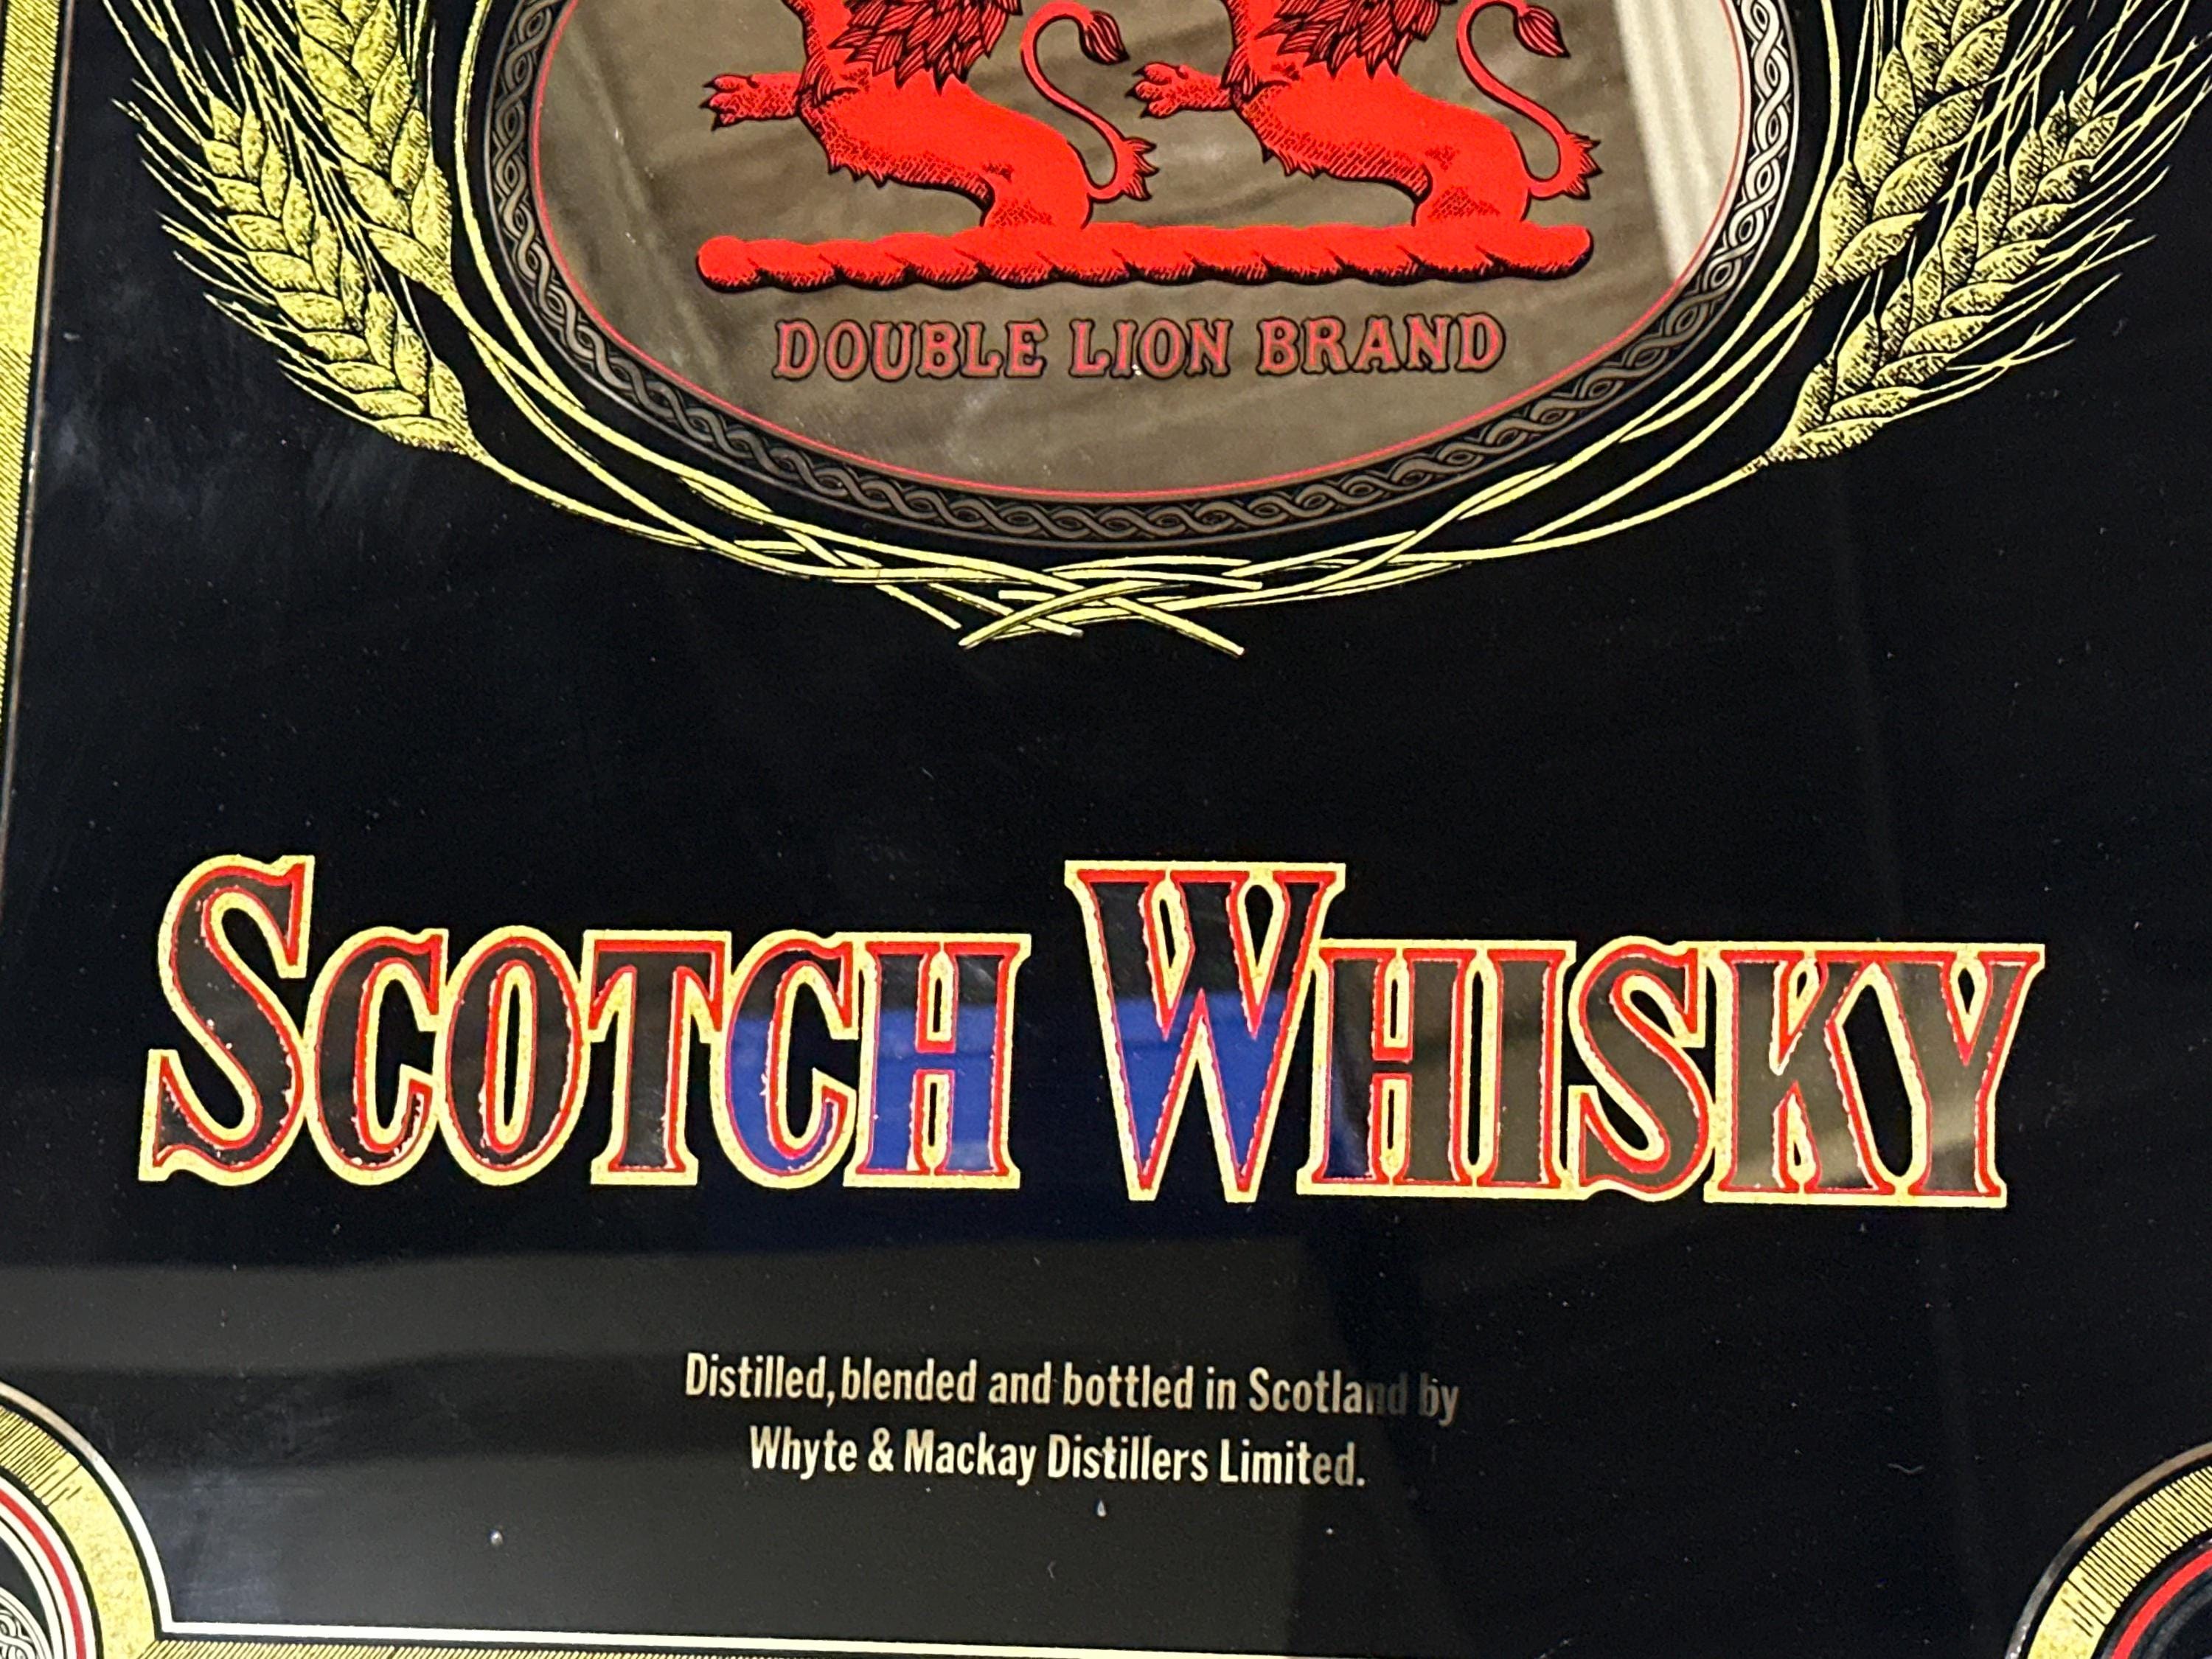 DOUBLE LION BRAND
SCOTCH WHISKY
Distilled, blended and bottled in Scotland by
Whyte & Mackay Distillers Limited.